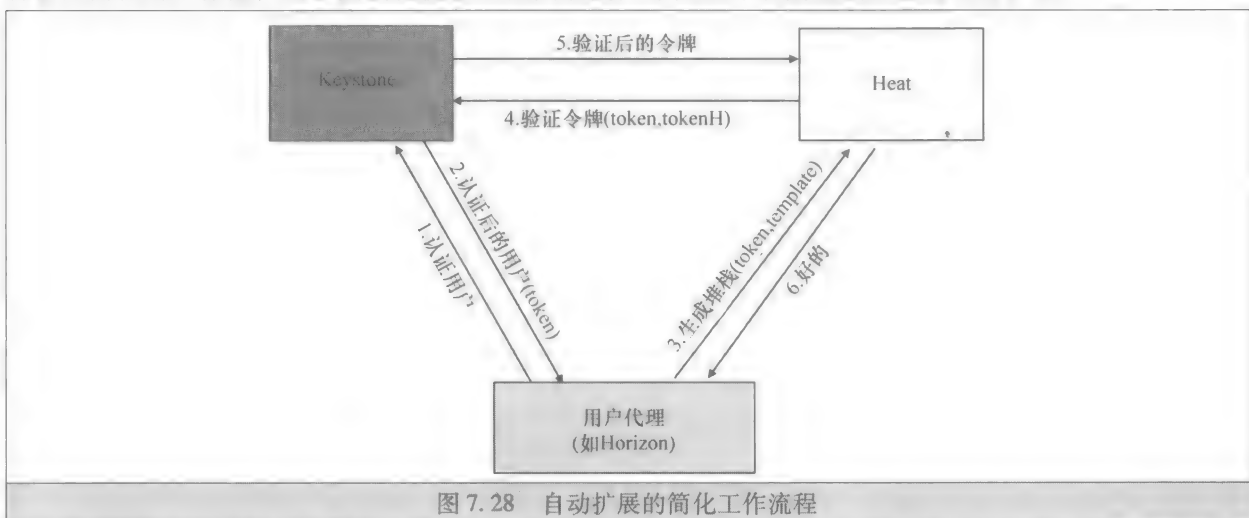 5.验证后的令牌
Keystone
Heat
4.验证令牌(token,tokenH)
2.认证后的用户(token)
1.认证用户
3.生成堆栈(token,template)
6.好的
用户代理
(如Horizon)
图 7.28 自动扩展的简化工作流程